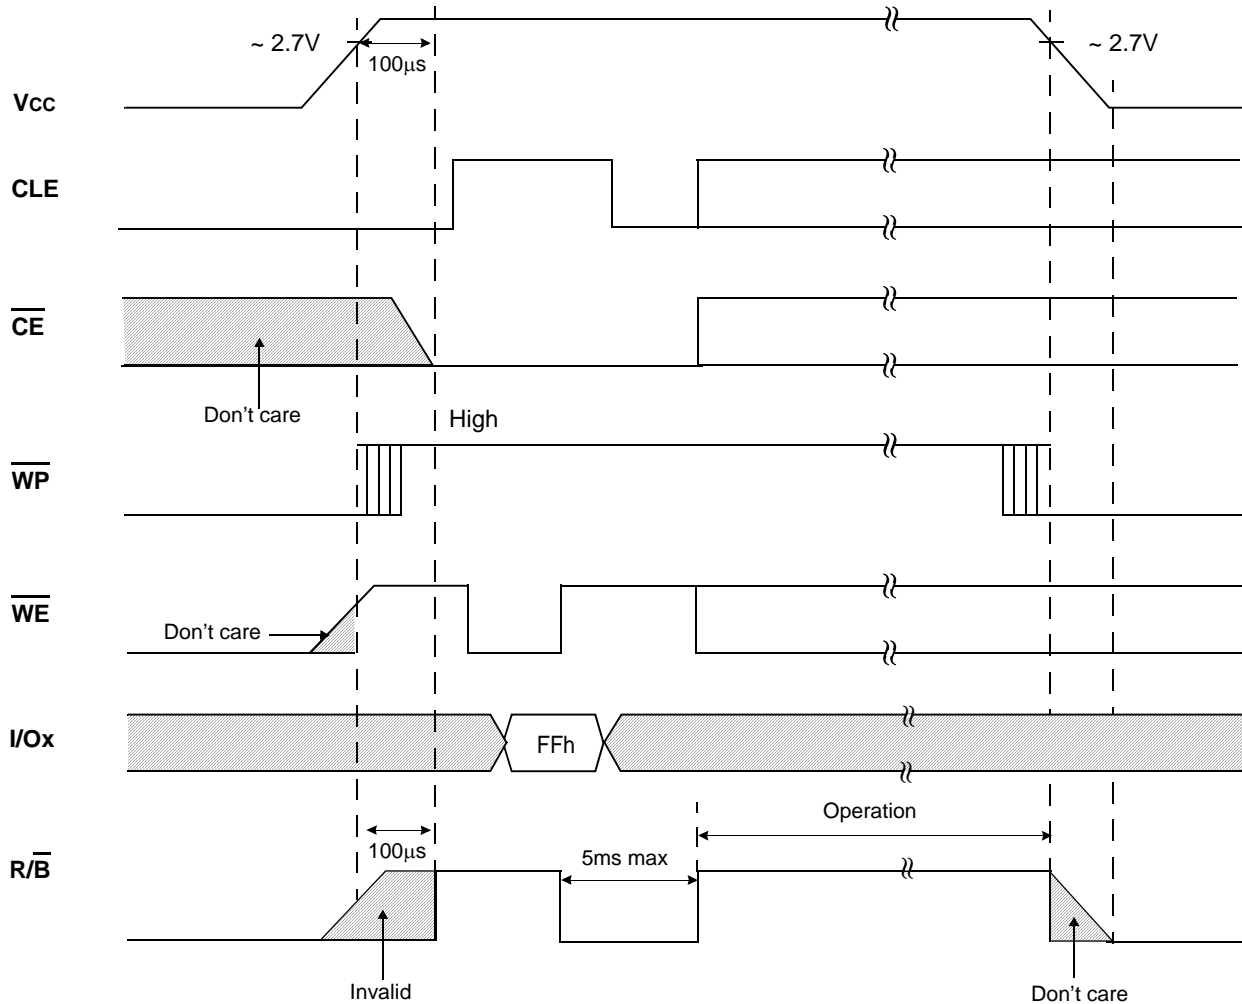 ~ 2.7V
~ 2.7V
100μs
Vcc
CLE
CE
Don't care
High
WP
WE
Don't care
I/Ox
FFh
Operation
100μs
5ms max
R/B
Invalid
Don't care